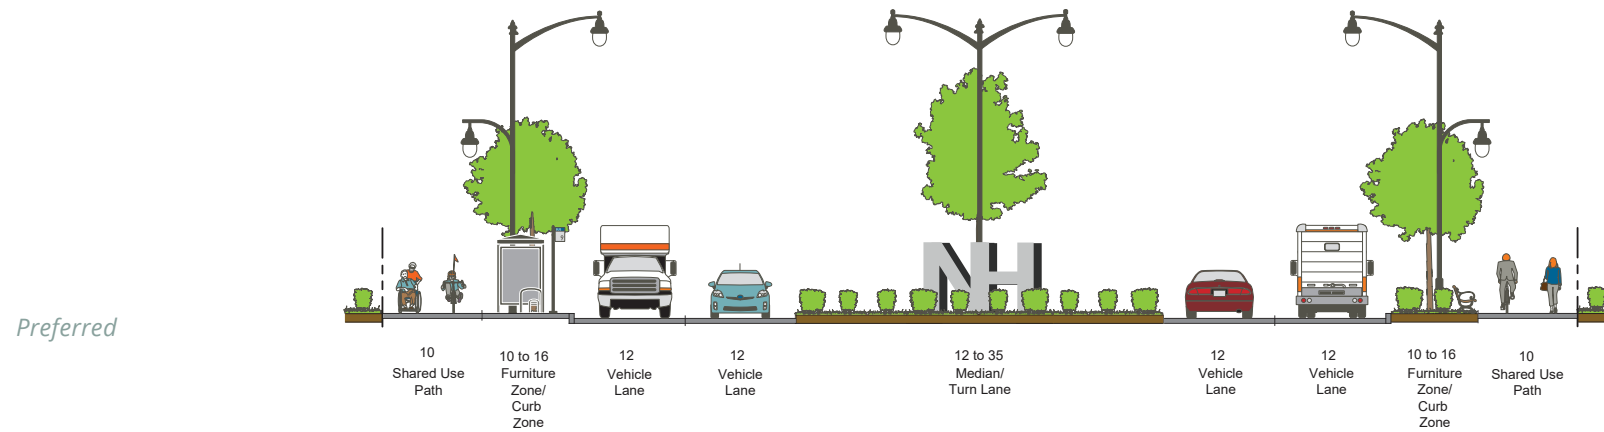 NH
Preferred
10
Shared Use
Path
10 to 16
Furniture
Zone/
Curb
Zone
12
Vehicle
Lane
12
Vehicle
Lane
12 to 35
Median/
Turn Lane
12
Vehicle
Lane
12
Vehicle
Lane
10 to 16
Furniture
Zone/
Curb
Zone
10
Shared Use
Path